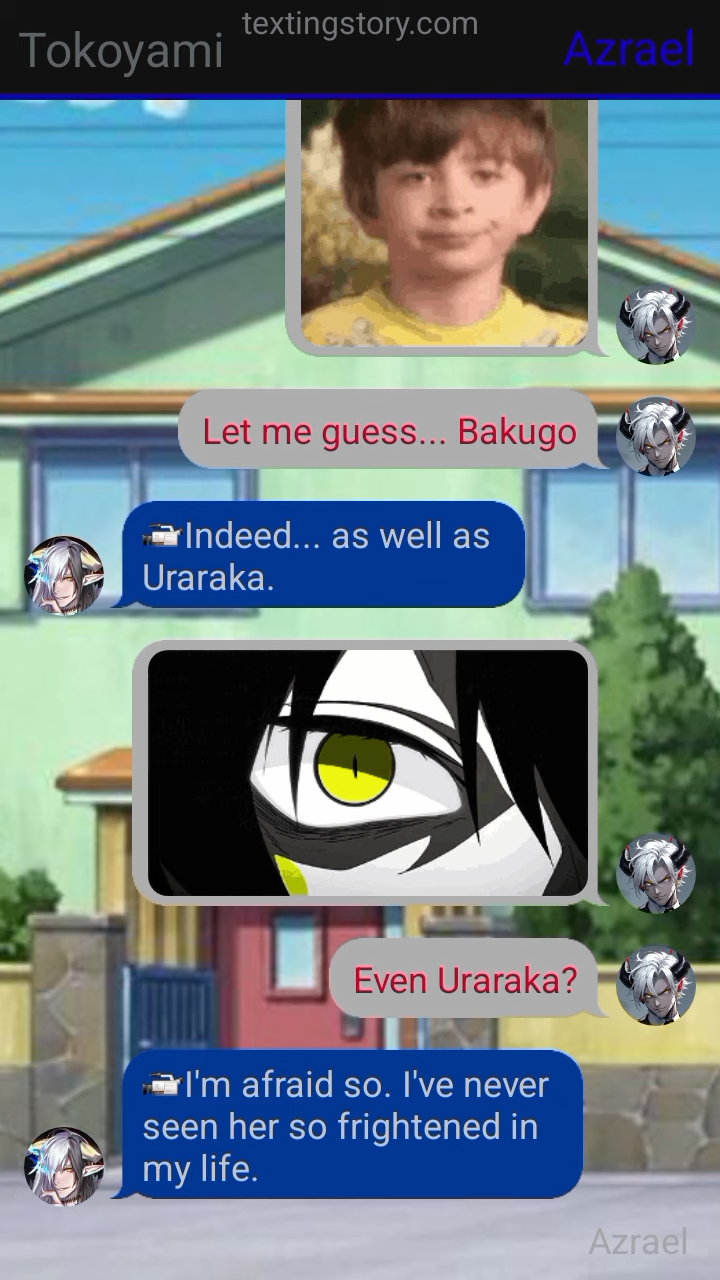 textingstory.com
Tokoyami
Azrael
Let me guess... Bakugo
Indeed... as well as
Uraraka.
Even Uraraka?
I'm afraid so. I've never
seen her so frightened in
my life.
Azrael